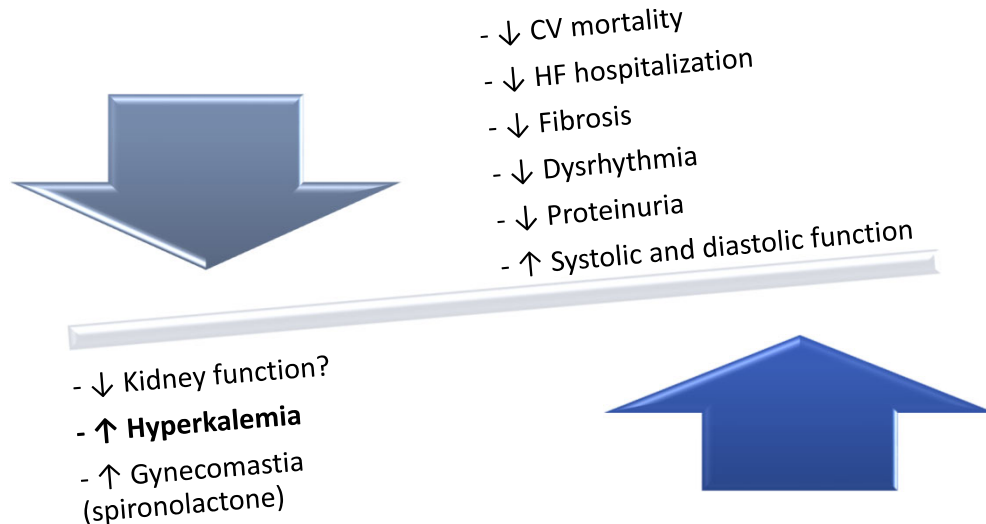 - ↓ CV mortality
- ↓ HF hospitalization
- ↓ Fibrosis
- ↓ Dysrhythmia
- ↓ Proteinuria
- ↑ Systolic and diastolic function
- ↓ Kidney function?
- ↑ Hyperkalemia
- ↑ Gynecomastia
(spironolactone)